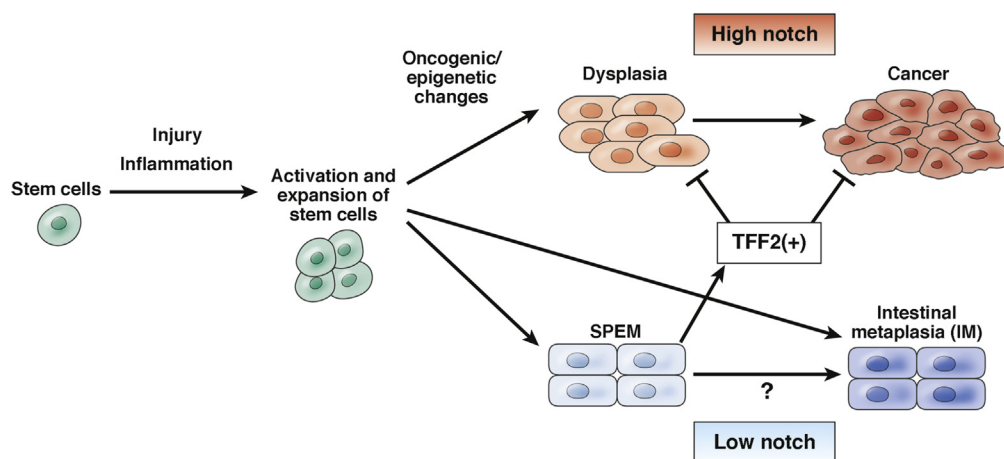 High notch
Oncogenic/
epigenetic
changes
Dysplasia
Cancer
Injury
Inflammation
Stem cells
Activation and
expansion of
stem cells
TFF2(+)
SPEM
Intestinal
metaplasia (IM)
?
Low notch